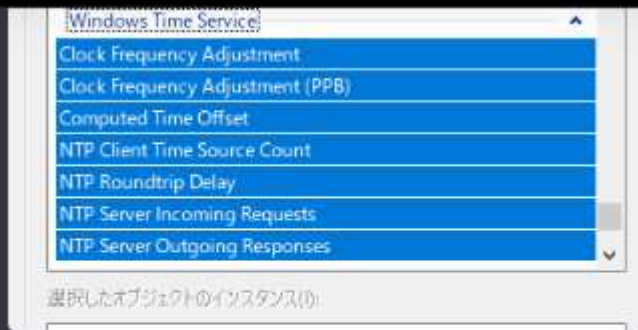 Windows Time Service
Clock Frequency Adjustment
Clock Frequency Adjustment (PPB)
Computed Time Offset
NTP Client Time Source Count
NTP Roundtrip Delay
NTP Server Incoming Requests
NTP Server Outgoing Responses
選択したオブジェクトのインスタンス(I):